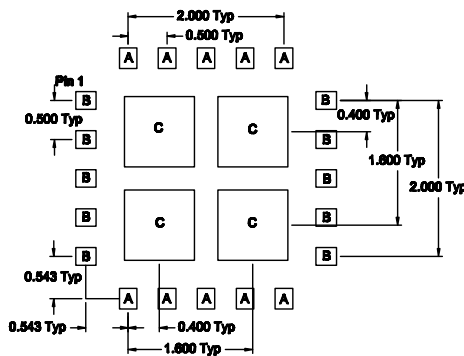 2.000 Typ
0.500 Typ
A A A A A
Pin 1
B B
0.500 Typ
C C
0.400 Typ
B B
1.600 Typ
B B
2.000 Typ
B B
C C
B B
0.543 Typ
A A A A A
0.543 Typ
0.400 Typ
1.600 Typ